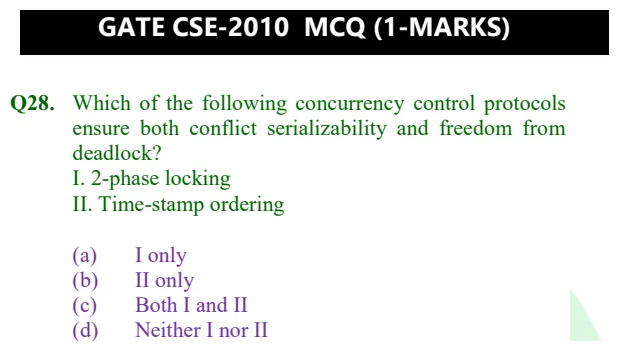 GATE CSE-2010 MCQ (1-MARKS)
Q28. Which of the following concurrency control protocols
ensure both conflict serializability and freedom from
deadlock?
I. 2-phase locking
II. Time-stamp ordering
(a) I only
(b) II only
(c) Both I and II
(d) Neither I nor II